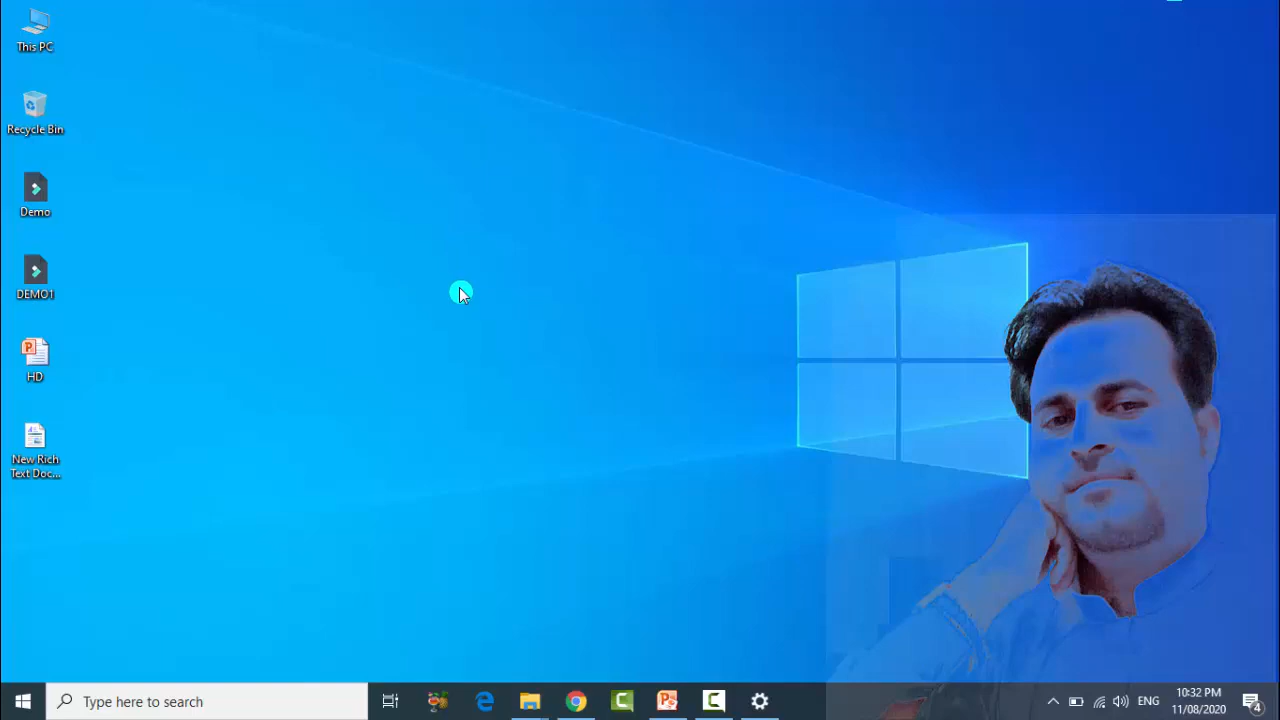 This PC
Recycle Bin
Demo
DEMO1
HD
New Rich
Text Doc...
Type here to search
ENG
10:32 PM
11/08/2020
4